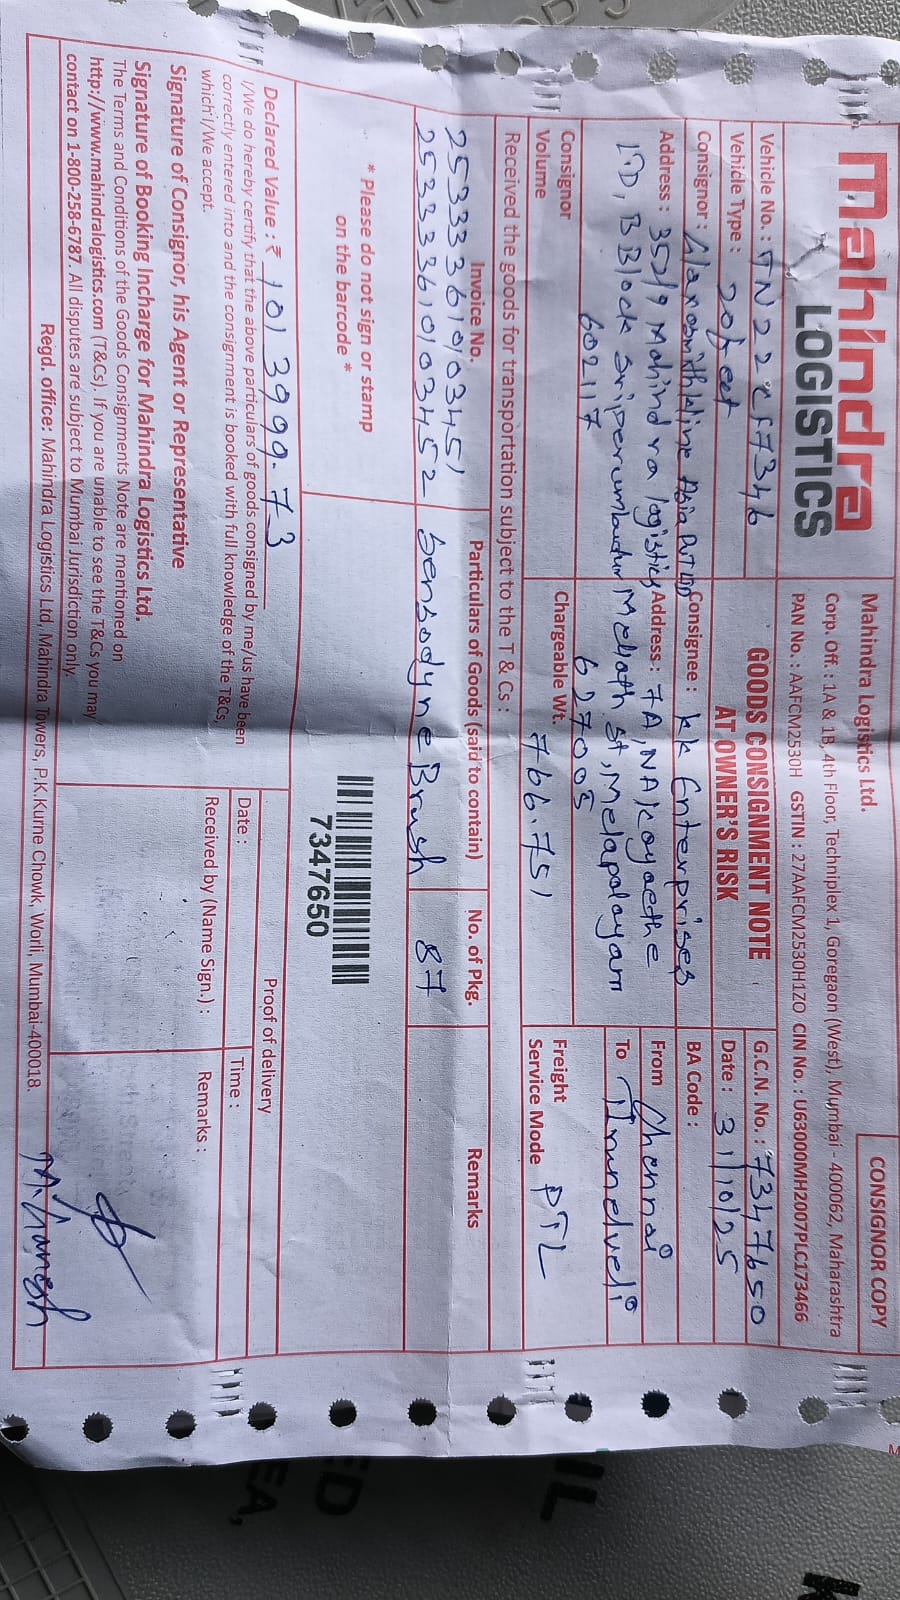 CONSIGNOR COPY
mahindra
LOGISTICS
Mahindra Logistics Ltd.
Corp. Off. : 1A & 1B, 4th Floor, Techniplex 1, Goregaon (West), Mumbai - 400062, Maharashtra
PAN No. : AAFCM2530H GSTIN : 27AAFCM2530H1ZO CIN No. : U63000MH2007PLC173466
Vehicle No. : TN22CF7346
Vehicle Type : 20feet
GOODS CONSIGNMENT NOTE
AT OWNER'S RISK
G.C.N. No. : 7347650
Date : 31/10/25
Consignor : Glaxosmithkline Asia Pvt
Address : 352/9 Mahindra logistics
B Block Sriperumbudur
602117
Consignee : KK Enterprises
Address : 7A, NAKoyaethe
St, Melapalayam
627005
BA Code :
From Chennai
To Tirunelveli
Consignor
Volume
Chargeable Wt. 766.751
Freight
Service Mode PTL
Received the goods for transportation subject to the T & Cs :
Invoice No. Particulars of Goods (said to contain) No. of Pkg. Remarks
25333610103451
25333610103452 Sensodyne Brush 87
* Please do not sign or stamp
on the barcode *
7347650
Declared Value : ₹ 1013999.73
I/We do hereby certify that the above particulars of goods consigned by me/us have been
correctly entered into and the consignment is booked with full knowledge of the T&Cs,
which I/We accept.
Signature of Consignor, his Agent or Representative
Signature of Booking Incharge for Mahindra Logistics Ltd.
The Terms and Conditions of the Goods Consignments Note are mentioned on
http://www.mahindralogistics.com (T&Cs). If you are unable to see the T&Cs you may
contact on 1-800-258-6787. All disputes are subject to Mumbai Jurisdiction only.
Proof of delivery
Date : Time :
Received by (Name Sign.) : Remarks :
Regd. office: Mahindra Logistics Ltd, Mahindra Towers, P.K.Kurne Chowk, Worli, Mumbai-400018.